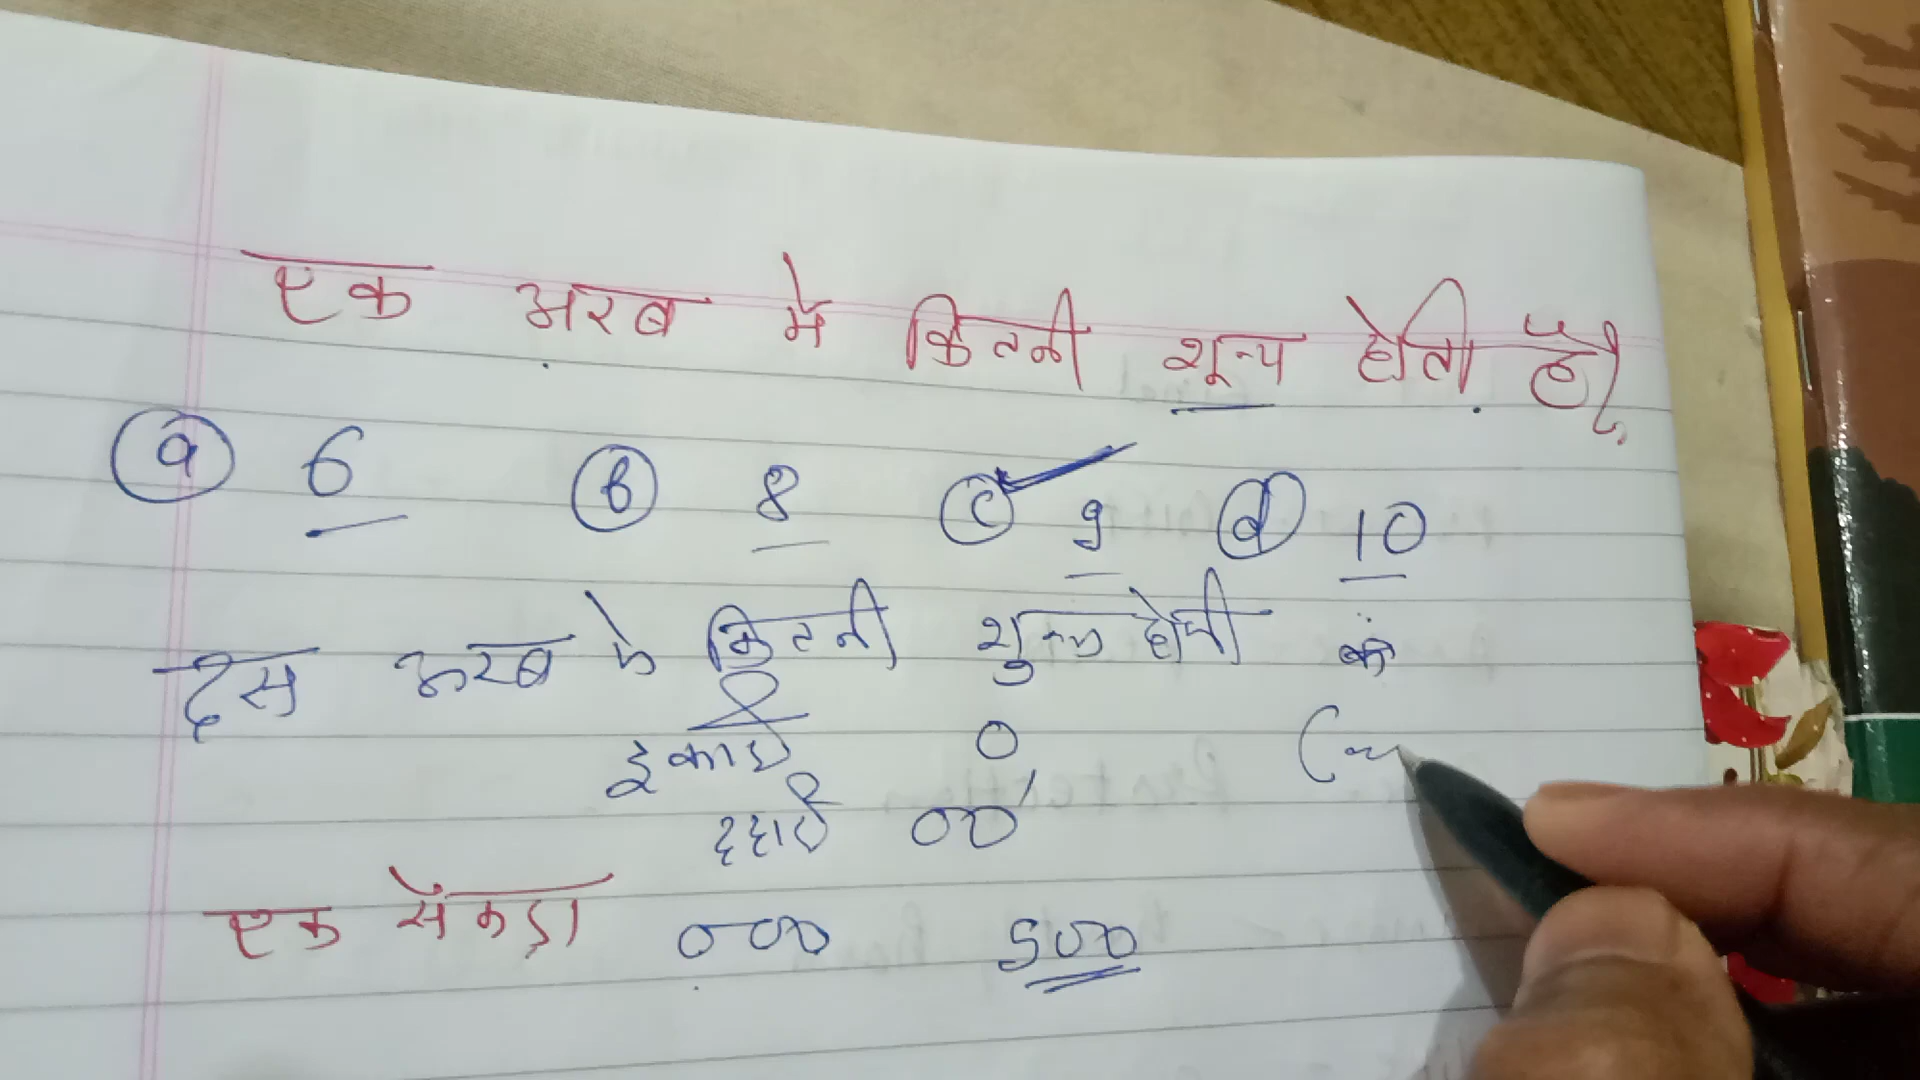 एक अरब में कितनी शून्य होती हैं
(a) 6 (b) 8 (c) 9 (d) 10
दस अरब में कितनी शुन्य होगी कं
इकाई 0
दहाई 00
एक सैंकड़ा 000 500